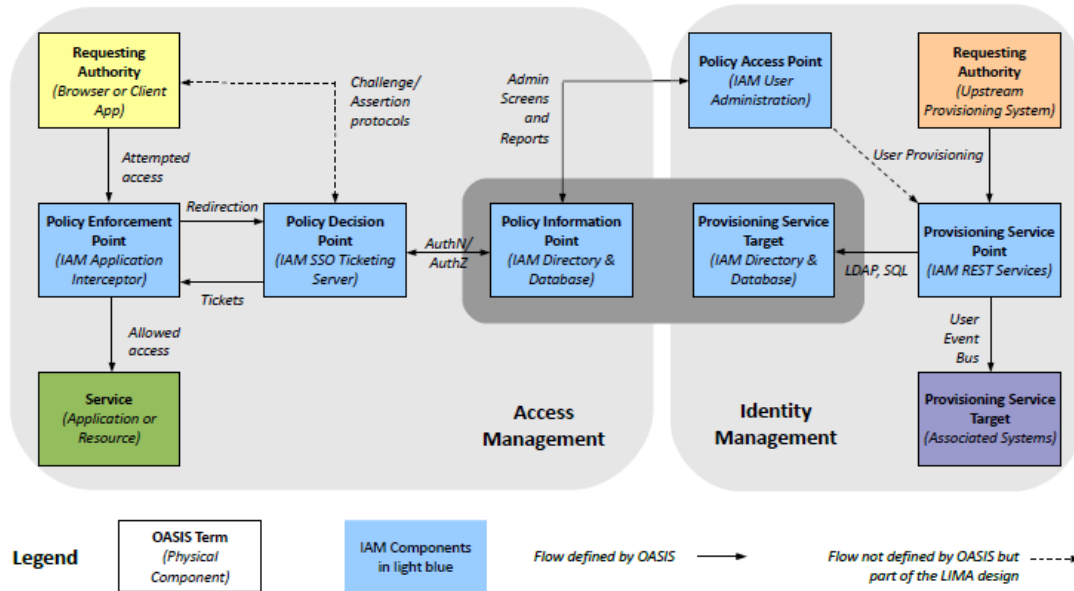 Requesting
Authority
(Browser or Client
App)
Challenge/
Assertion
protocols
Admin
Screens
and
Reports
Policy Access Point
(IAM User
Administration)
Requesting
Authority
(Upstream
Provisioning System)
Attempted
access
User Provisioning
Policy Enforcement
Point
(IAM Application
Interceptor)
Redirection
Tickets
Policy Decision
Point
(IAM SSO Ticketing
Server)
AuthN/
AuthZ
Policy Information
Point
(IAM Directory &
Database)
Provisioning Service
Target
(IAM Directory &
Database)
LDAP, SQL
Provisioning Service
Point
(IAM REST Services)
Allowed
access
User
Event
Bus
Service
(Application or
Resource)
Access
Management
Identity
Management
Provisioning Service
Target
(Associated Systems)
Legend
OASIS Term
(Physical
Component)
IAM Components
in light blue
Flow defined by OASIS
Flow not defined by OASIS but
part of the LIMA design